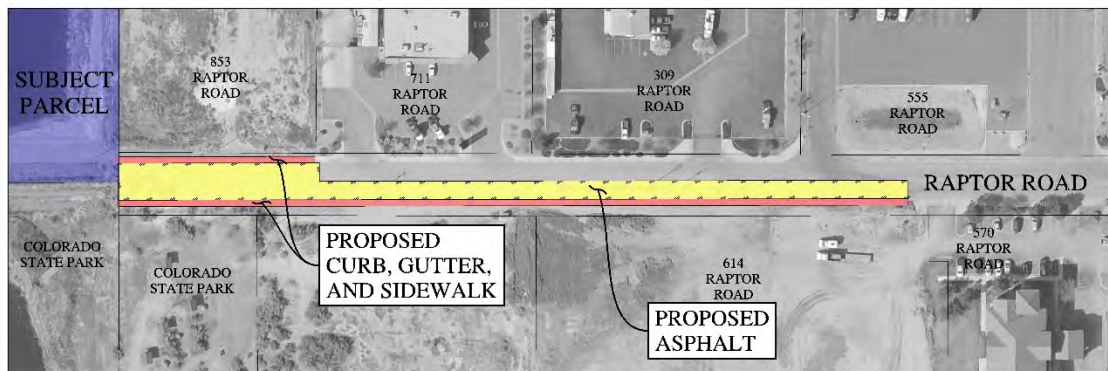 SUBJECT
PARCEL
853
RAPTOR
ROAD
711
RAPTOR
ROAD
309
RAPTOR
ROAD
555
RAPTOR
ROAD
RAPTOR ROAD
COLORADO
STATE PARK
COLORADO
STATE PARK
PROPOSED
CURB, GUTTER,
AND SIDEWALK
614
RAPTOR
ROAD
PROPOSED
ASPHALT
570
RAPTOR
ROAD